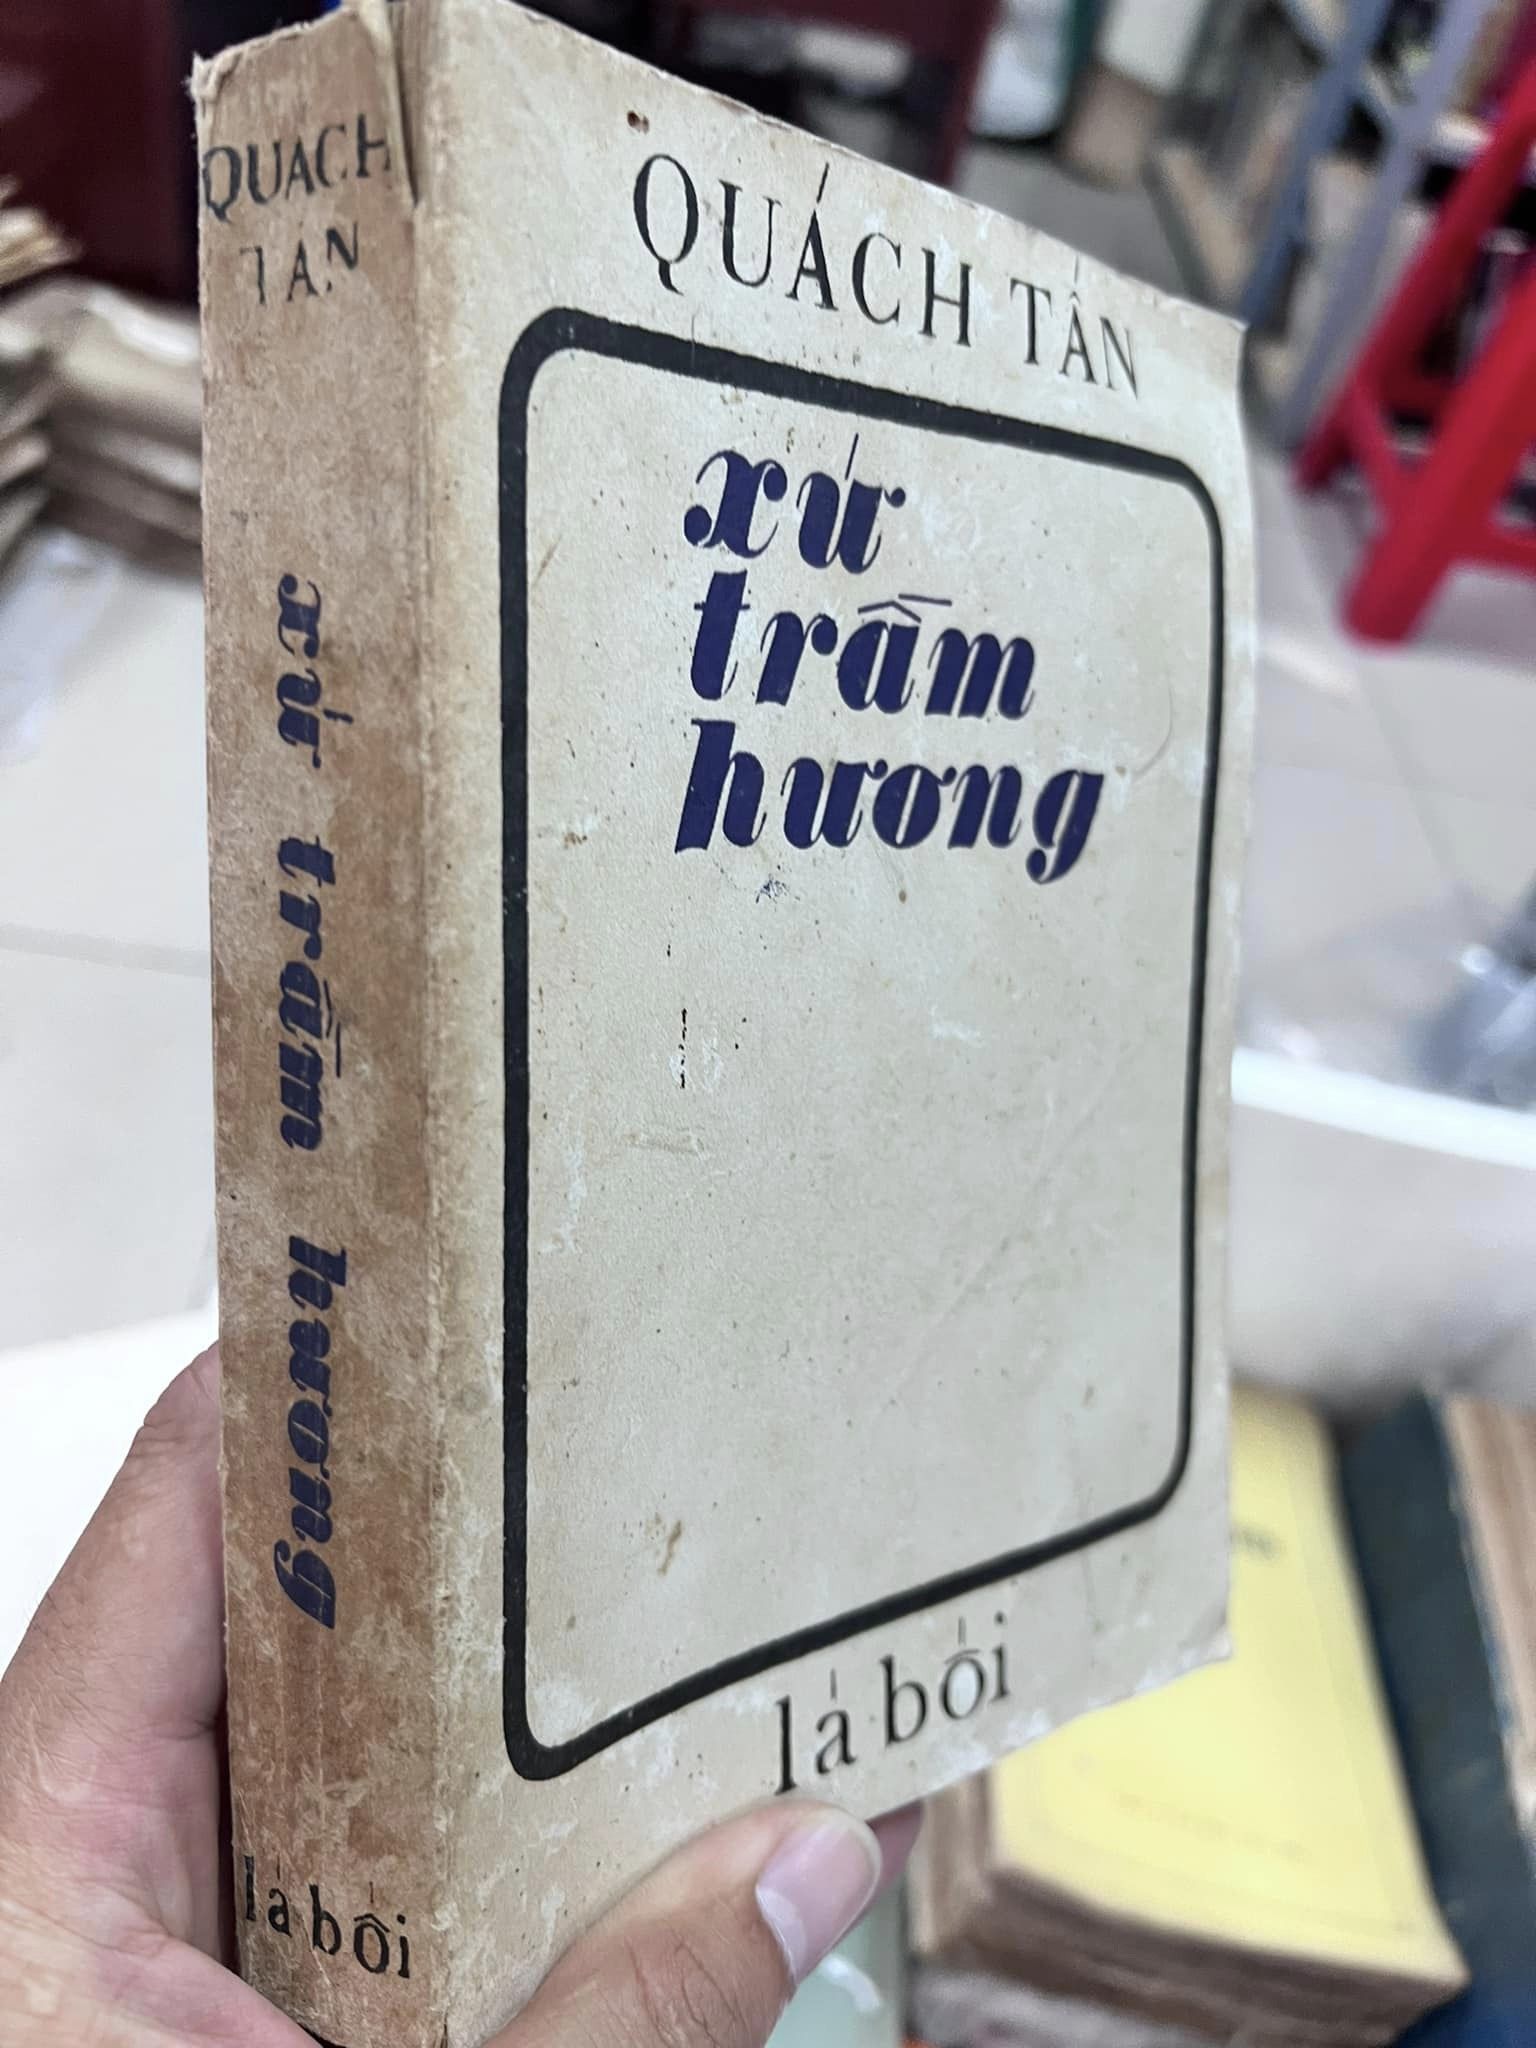 QUÁCH
TẤN
xứ trầm hương
lá bối
QUÁCH TẤN
xứ
trầm
hương
lá bối